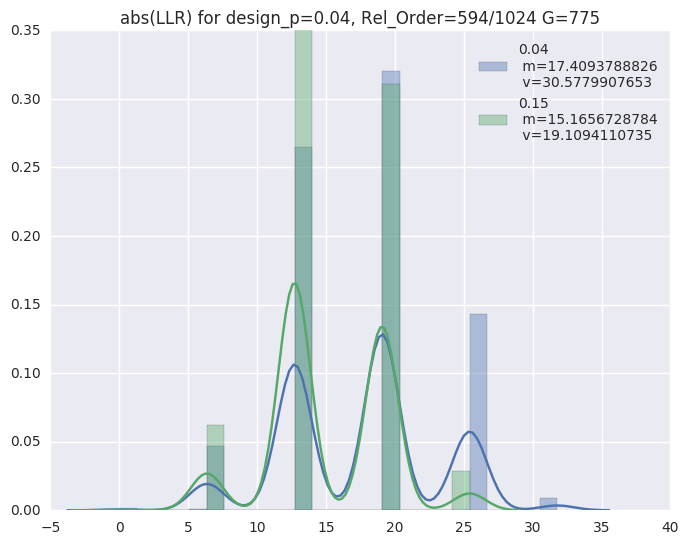 abs(LLR) for design_p=0.04, Rel_Order=594/1024 G=775
0.35
0.30
0.25
0.20
0.15
0.10
0.05
0.00
0.04
m=17.4093788826
v=30.5779907653
0.15
m=15.1656728784
v=19.1094110735
−5 0 5 10 15 20 25 30 35 40